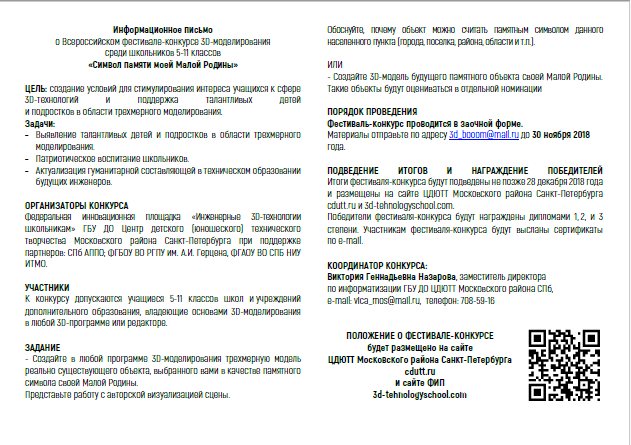 Информационное письмо
о Всероссийском фестивале-конкурсе 3D-моделирования
среди школьников 5-11 классов
«Символ памяти моей Малой Родины»
ЦЕЛЬ: создание условий для стимулирования интереса учащихся к сфере
3D-технологий и поддержка талантливых детей
и подростков в области трехмерного моделирования.
Задачи:
- Выявление талантливых детей и подростков в области трехмерного
моделирования.
- Патриотическое воспитание школьников.
- Актуализация гуманитарной составляющей в техническом образовании
будущих инженеров.
ОРГАНИЗАТОРЫ КОНКУРСА
Федеральная инновационная площадка «Инженерные 3D-технологии
школьникам» ГБУ ДО Центр детского (юношеского) технического
творчества Московского района Санкт-Петербурга при поддержке
партнеров: СПб АППО; ФГБОУ ВО РГПУ им. А.И. Герцена, ФГАОУ ВО СПб НИУ
ИТМО.
УЧАСТНИКИ
К конкурсу допускаются учащиеся 5-11 классов школ и учреждений
дополнительного образования, владеющие основами 3D-моделирования
в любой 3D-программе или редакторе.
ЗАДАНИЕ
- Создайте в любой программе 3D-моделирования трехмерную модель
реально существующего объекта, выбранного вами в качестве памятного
символа своей Малой Родины.
Представьте работу с авторской визуализацией сцены.
Обоснуйте, почему объект можно считать памятным символом данного
населенного пункта (города, поселка, района, области и т.п.).
ИЛИ
- Создайте 3D-модель будущего памятного объекта своей Малой Родины.
Такие объекты будут оцениваться в отдельной номинации
ПОРЯДОК ПРОВЕДЕНИЯ
Фестиваль-конкурс проводится в заочной форме.
Материалы отправьте по адресу 3d_booom@mail.ru до 30 ноября 2018
года.
ПОДВЕДЕНИЕ ИТОГОВ И НАГРАЖДЕНИЕ ПОБЕДИТЕЛЕЙ
Итоги фестиваля-конкурса будут подведены не позже 28 декабря 2018 года
и размещены на сайте ЦДЮТТ Московского района Санкт-Петербурга
cdutt.ru и 3d-tehnologyschool.com.
Победители фестиваля-конкурса будут награждены дипломами 1, 2, и 3
степени. Участникам фестиваля-конкурса будут высланы сертификаты
по e-mail.
КООРДИНАТОР КОНКУРСА:
Виктория Геннадьевна Назарова, заместитель директора
по информатизации ГБУ ДО ЦДЮТТ Московского района СПб,
e-mail: vica_mos@mail.ru, телефон: 708-59-16
ПОЛОЖЕНИЕ О ФЕСТИВАЛЕ-КОНКУРСЕ
будет размещено на сайте
ЦДЮТТ Московского района Санкт-Петербурга
cdutt.ru
и сайте ФИП
3d-tehnologyschool.com